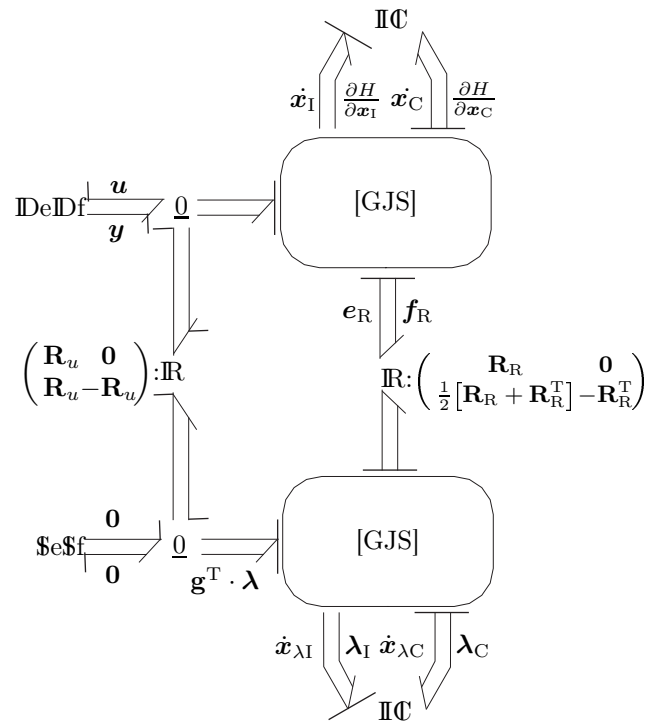 𝕀ℂ
ẋ_I ∂H/∂x_I ẋ_C ∂H/∂x_C
[GJS]
𝔻e𝔻f u 0
y
e_R f_R
(R_u 0
R_u −R_u):ℝ
ℝ:(R_R 0
½[R_R + R_R^T] −R_R^T)
$e$f 0 0
0 g^T · λ
[GJS]
ẋ_λI λ_I ẋ_λC λ_C
𝕀ℂ